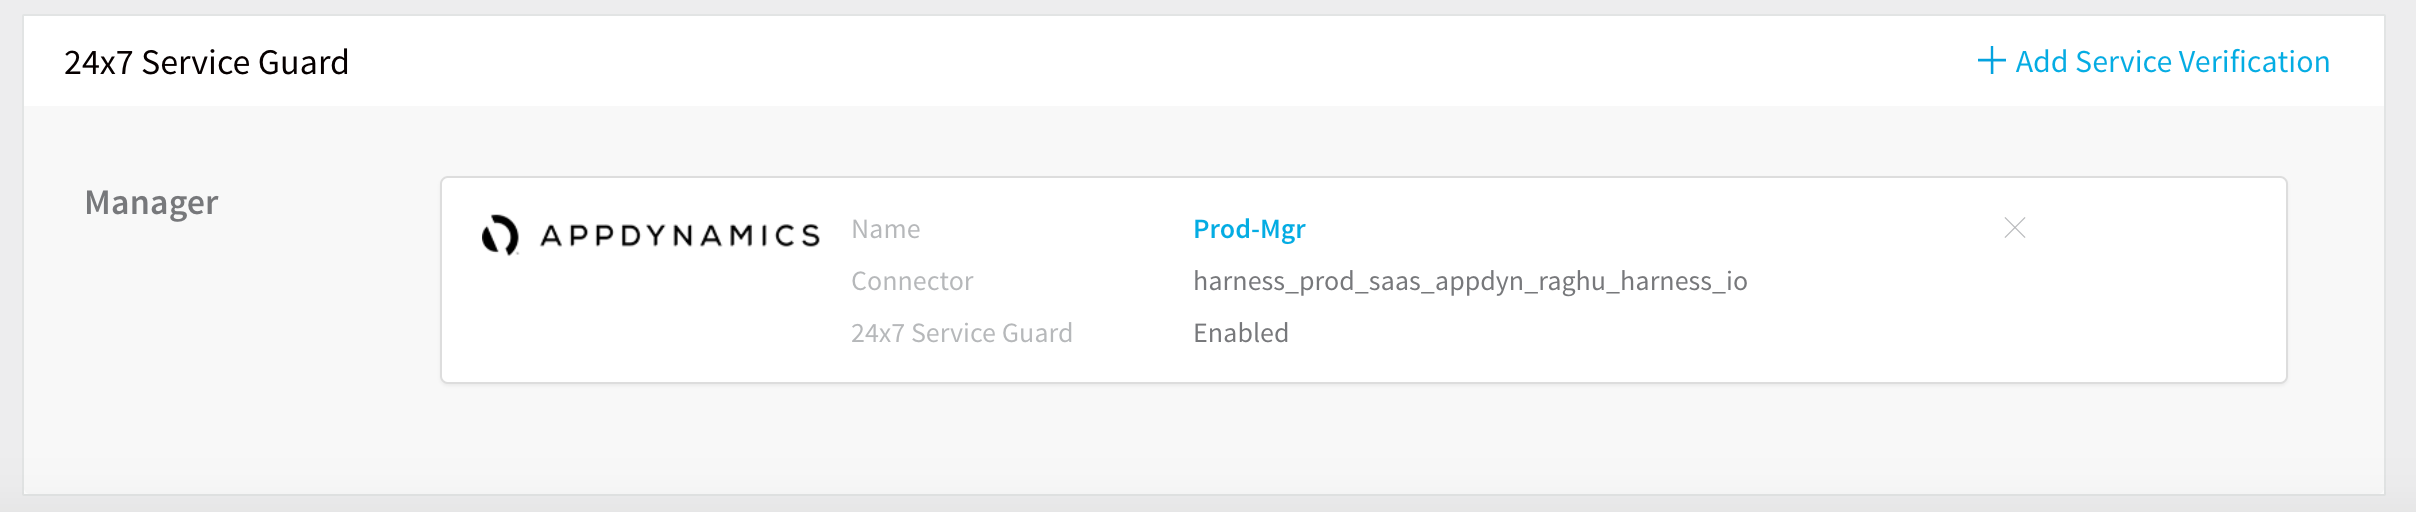 24x7 Service Guard
Add Service Verification
Manager
APPDYNAMICS
Name
Prod-Mgr
Connector
harness_prod_saas_appdyn_raghu_harness_io
24x7 Service Guard
Enabled